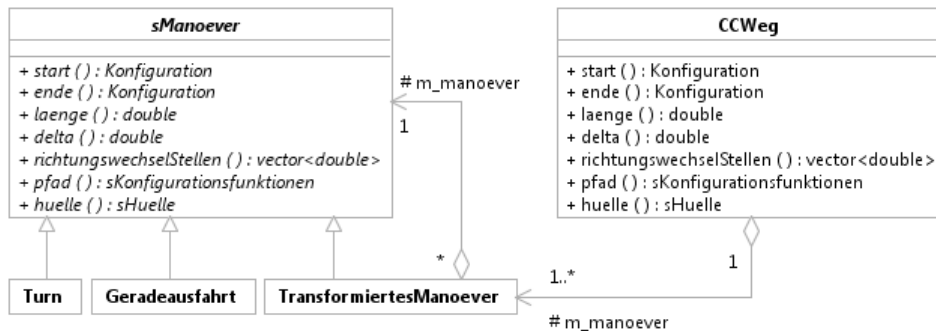 sManoever
+ start ( ) : Konfiguration
+ ende ( ) : Konfiguration
+ laenge ( ) : double
+ delta ( ) : double
+ richtungswechselStellen ( ) : vector<double>
+ pfad ( ) : sKonfigurationsfunktionen
+ huelle ( ) : sHuelle
# m_manoever
1
CCWeg
+ start ( ) : Konfiguration
+ ende ( ) : Konfiguration
+ laenge ( ) : double
+ delta ( ) : double
+ richtungswechselStellen ( ) : vector<double>
+ pfad ( ) : sKonfigurationsfunktionen
+ huelle ( ) : sHuelle
*
1..*
1
Turn
Geradeausfahrt
TransformiertesManoever
# m_manoever